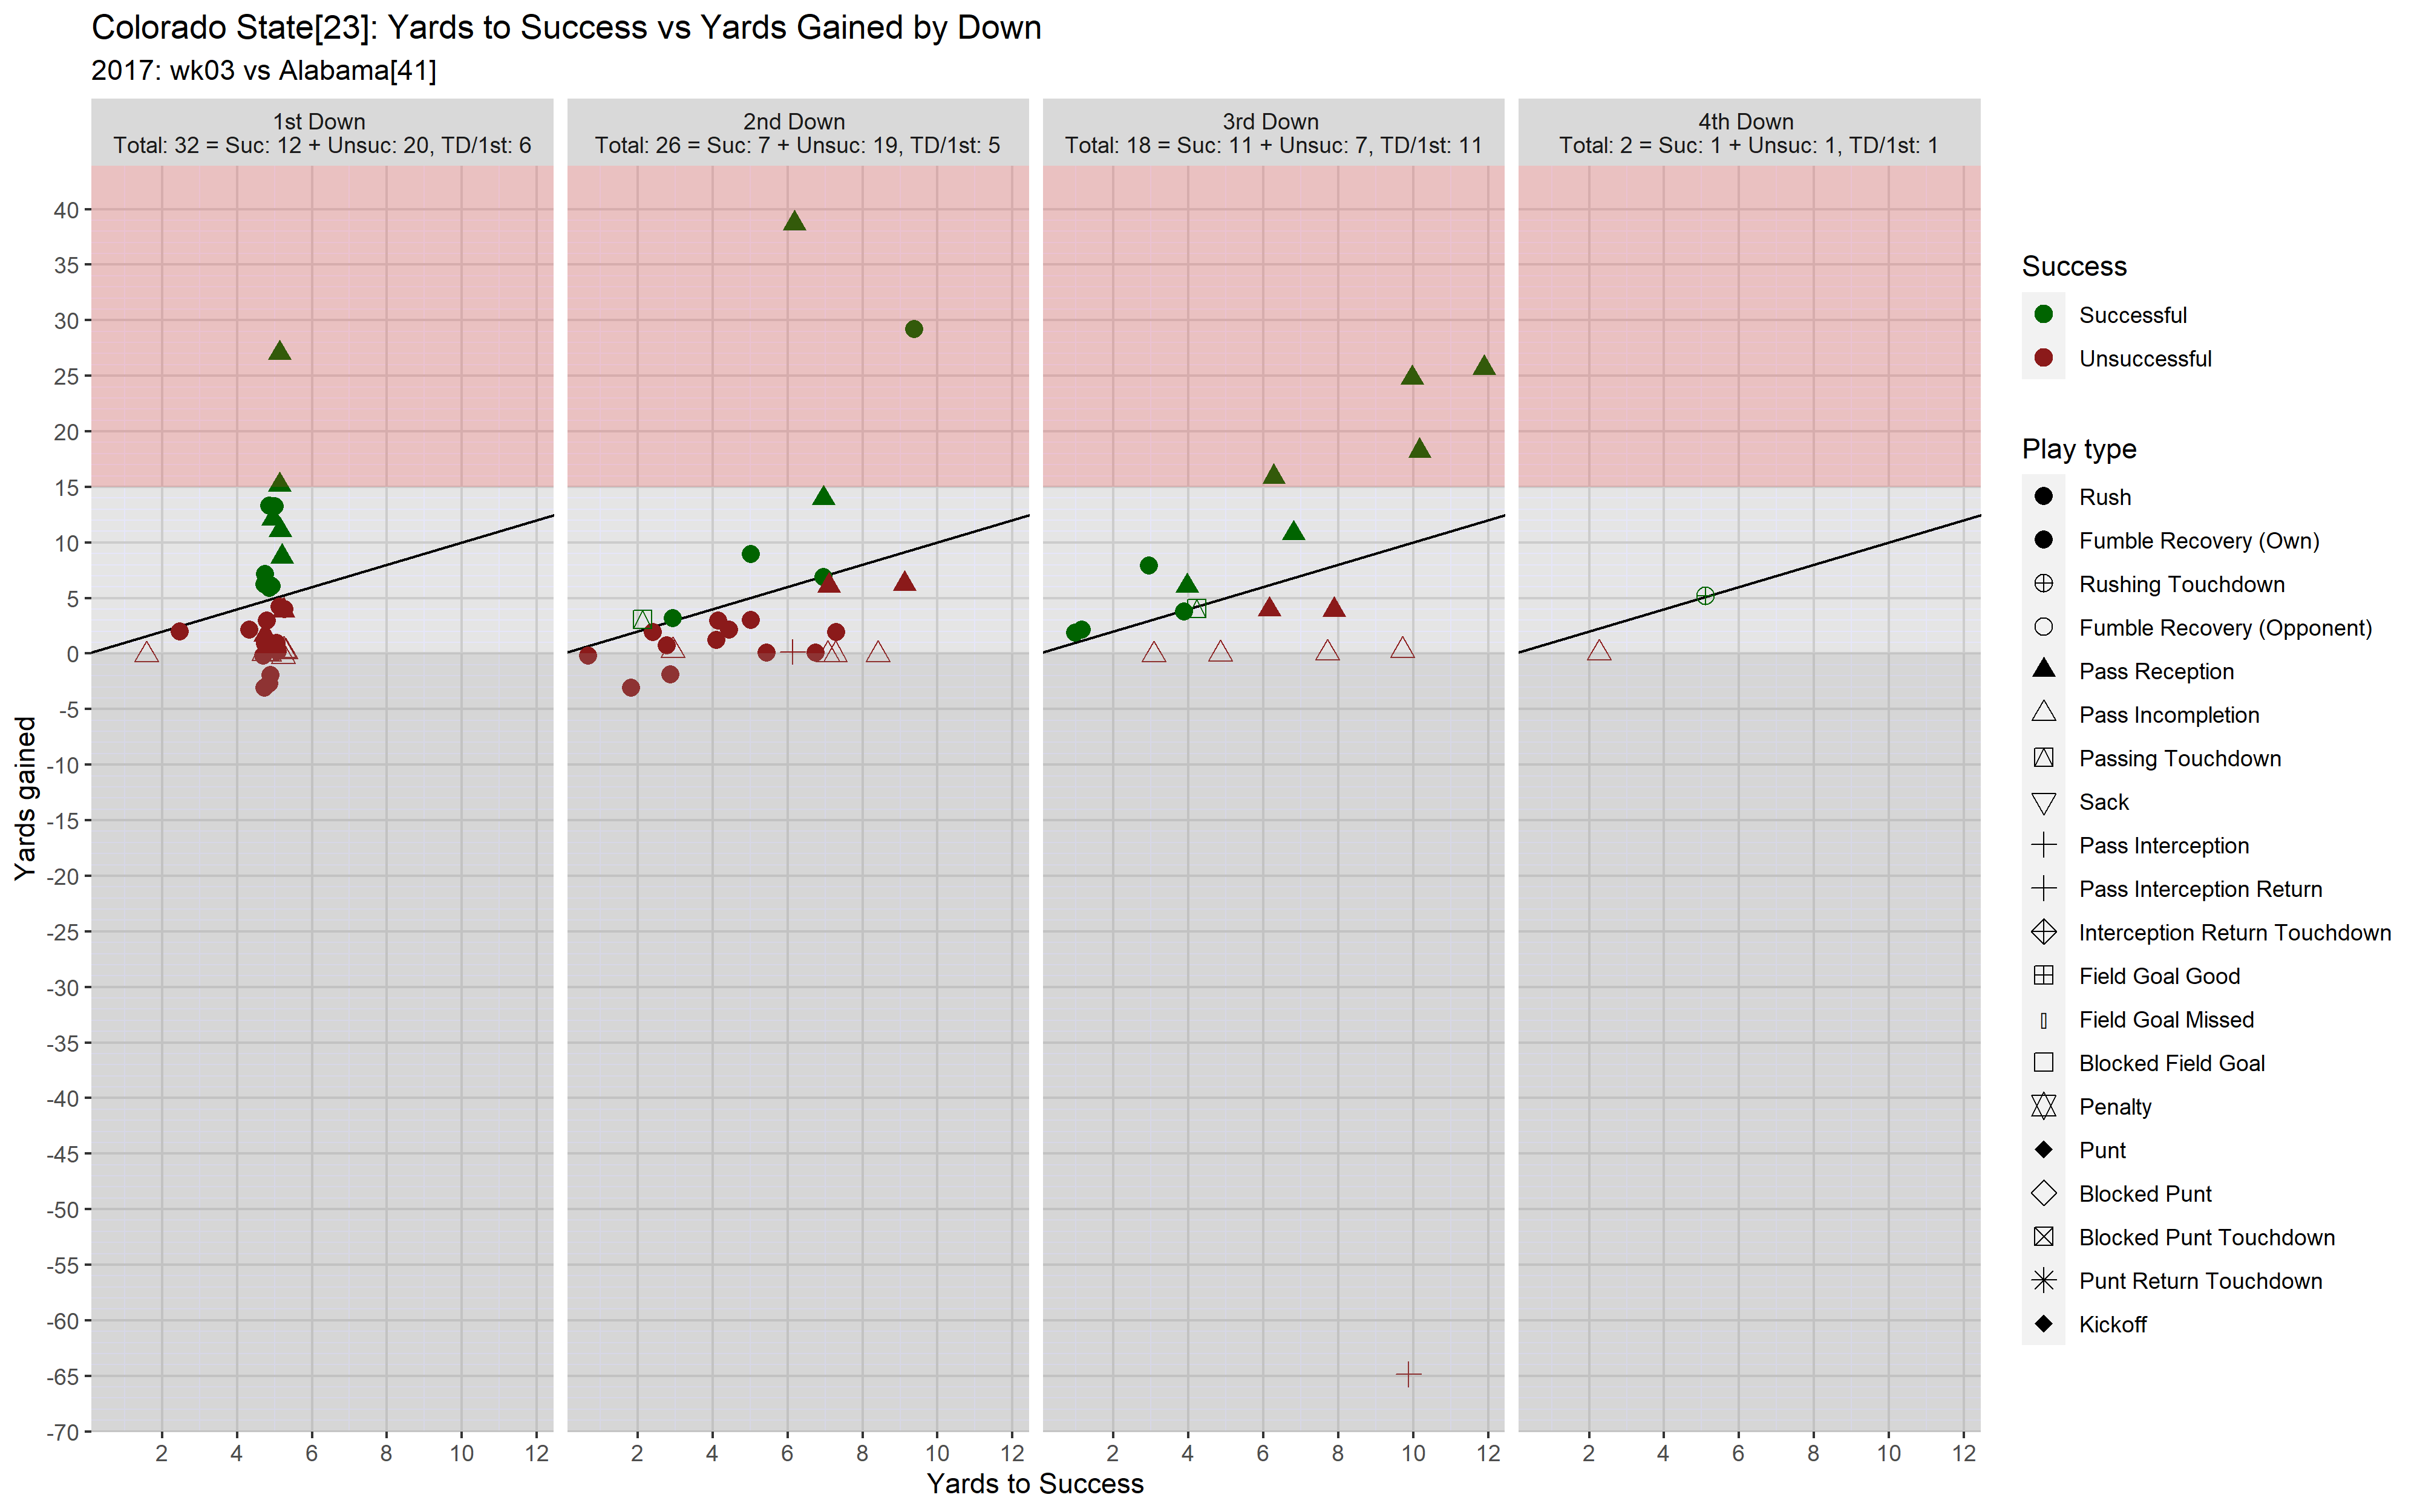 Colorado State[23]: Yards to Success vs Yards Gained by Down
2017: wk03 vs Alabama[41]
1st Down
Total: 32 = Suc: 12 + Unsuc: 20, TD/1st: 6
2nd Down
Total: 26 = Suc: 7 + Unsuc: 19, TD/1st: 5
3rd Down
Total: 18 = Suc: 11 + Unsuc: 7, TD/1st: 11
4th Down
Total: 2 = Suc: 1 + Unsuc: 1, TD/1st: 1
Yards gained
40
35
30
25
20
15
10
5
0
-5
-10
-15
-20
-25
-30
-35
-40
-45
-50
-55
-60
-65
-70
2 4 6 8 10 12
2 4 6 8 10 12
2 4 6 8 10 12
2 4 6 8 10 12
Yards to Success
Success
Successful
Unsuccessful
Play type
Rush
Fumble Recovery (Own)
Rushing Touchdown
Fumble Recovery (Opponent)
Pass Reception
Pass Incompletion
Passing Touchdown
Sack
Pass Interception
Pass Interception Return
Interception Return Touchdown
Field Goal Good
Field Goal Missed
Blocked Field Goal
Penalty
Punt
Blocked Punt
Blocked Punt Touchdown
Punt Return Touchdown
Kickoff